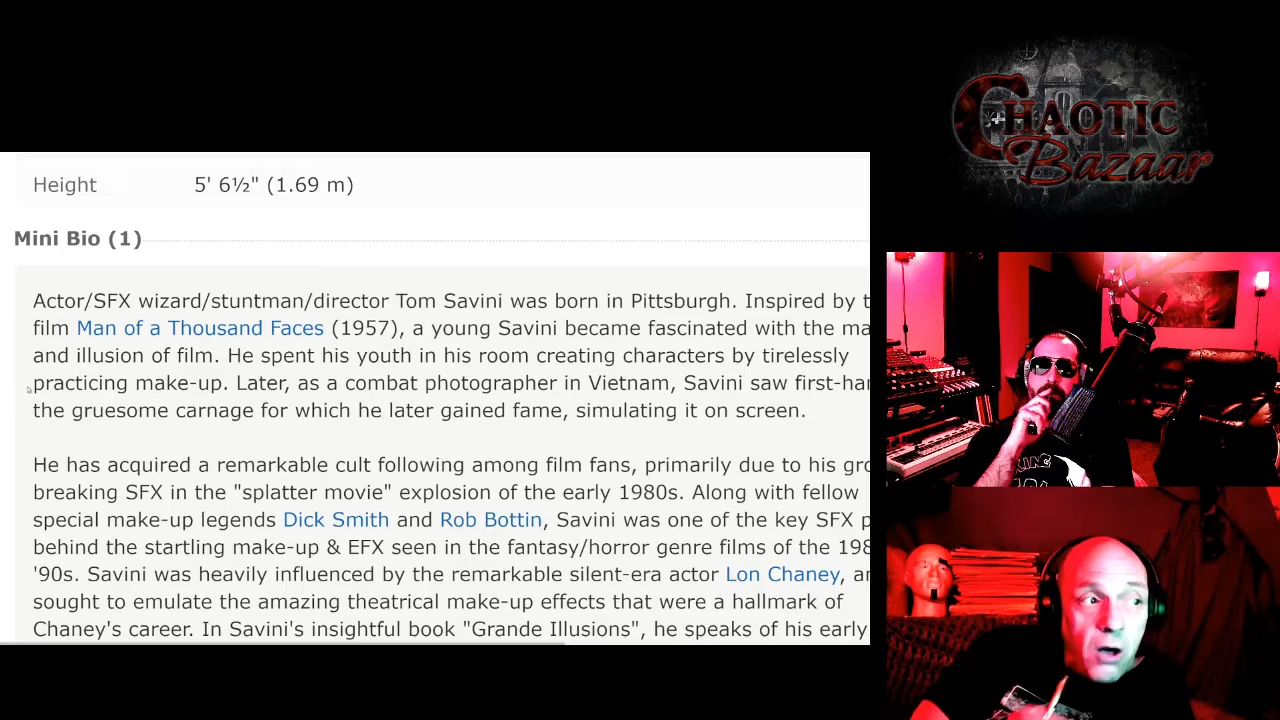 CHAOTIC
Bazaar
Height 5' 6½" (1.69 m)
Mini Bio (1)
Actor/SFX wizard/stuntman/director Tom Savini was born in Pittsburgh. Inspired by t
film Man of a Thousand Faces (1957), a young Savini became fascinated with the ma
and illusion of film. He spent his youth in his room creating characters by tirelessly
practicing make-up. Later, as a combat photographer in Vietnam, Savini saw first-han
the gruesome carnage for which he later gained fame, simulating it on screen.
He has acquired a remarkable cult following among film fans, primarily due to his gro
breaking SFX in the "splatter movie" explosion of the early 1980s. Along with fellow
special make-up legends Dick Smith and Rob Bottin, Savini was one of the key SFX p
behind the startling make-up & EFX seen in the fantasy/horror genre films of the 198
'90s. Savini was heavily influenced by the remarkable silent-era actor Lon Chaney, an
sought to emulate the amazing theatrical make-up effects that were a hallmark of
Chaney's career. In Savini's insightful book "Grande Illusions", he speaks of his early